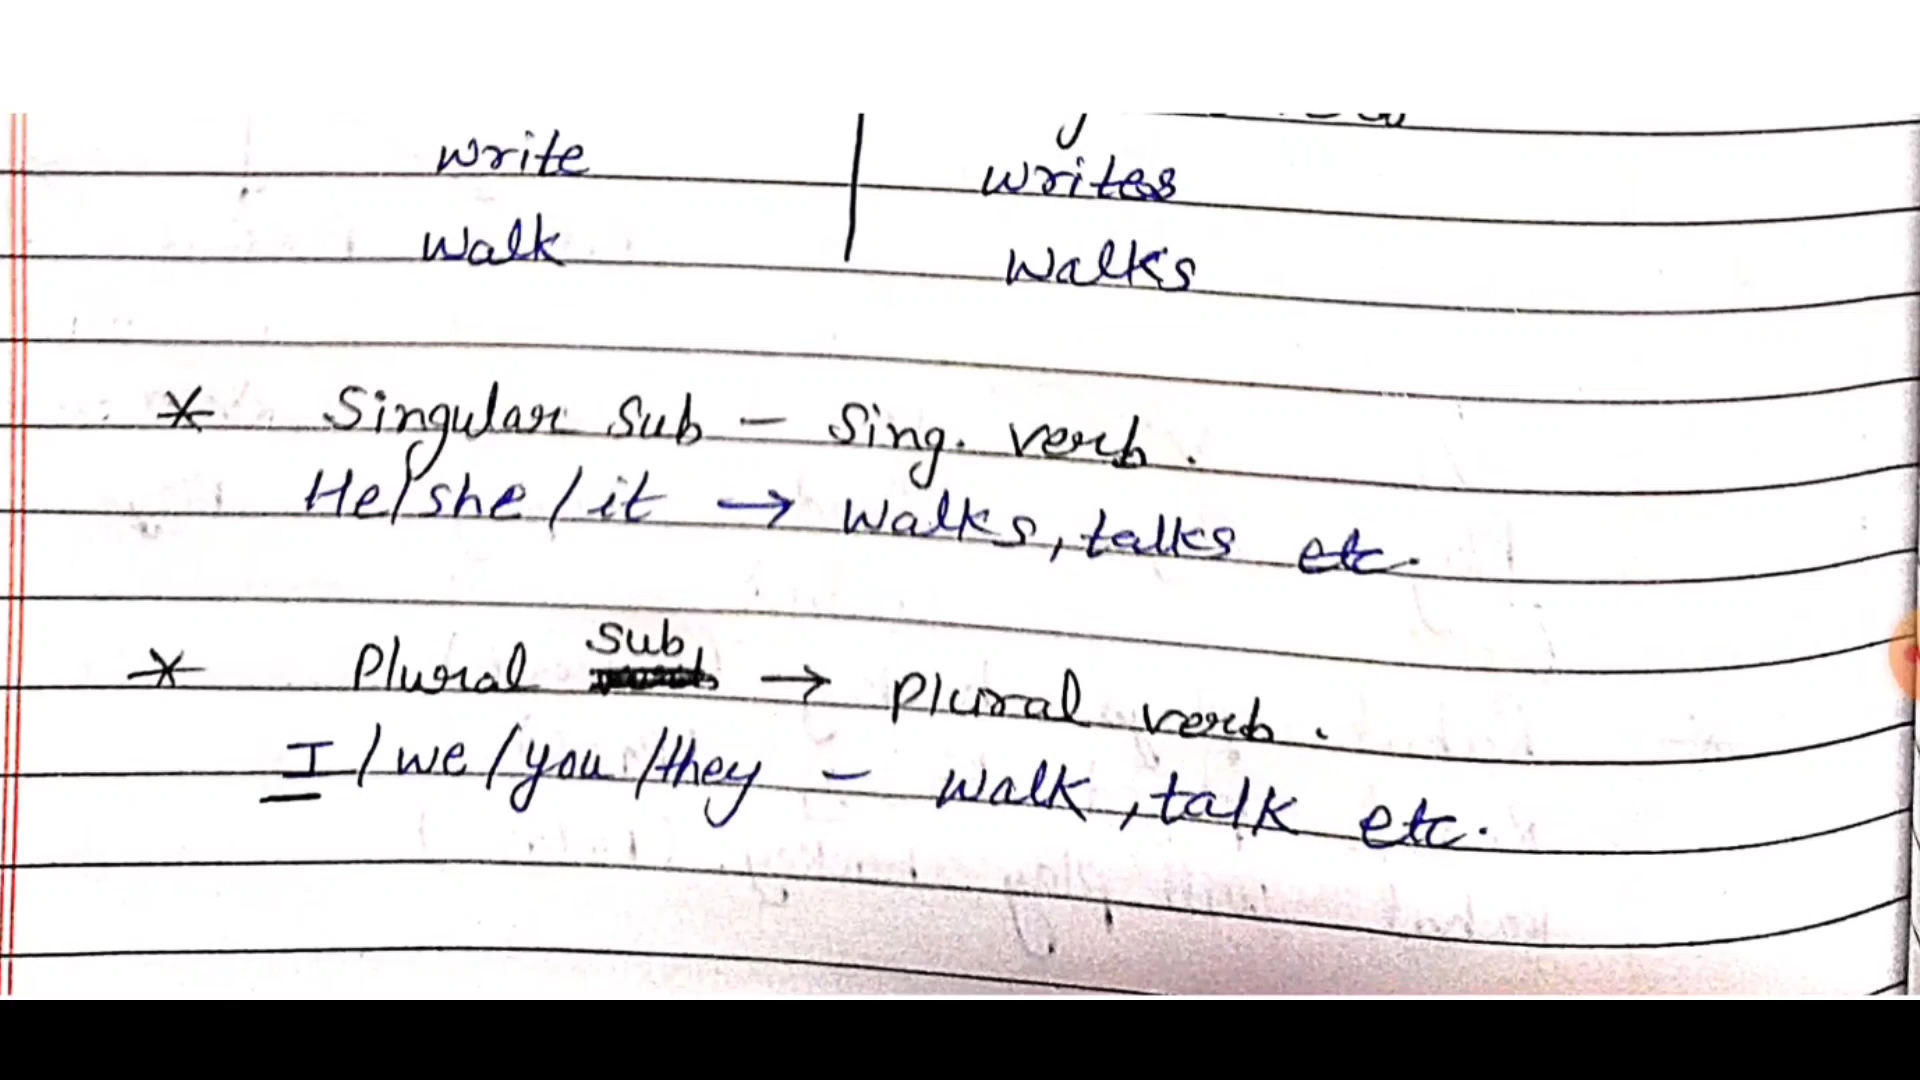 write writes
walk walks
* Singular Sub - Sing. verb.
He/she/it → walks, talks etc.
* Plural Sub → plural verb.
I/we/you/they - walk, talk etc.